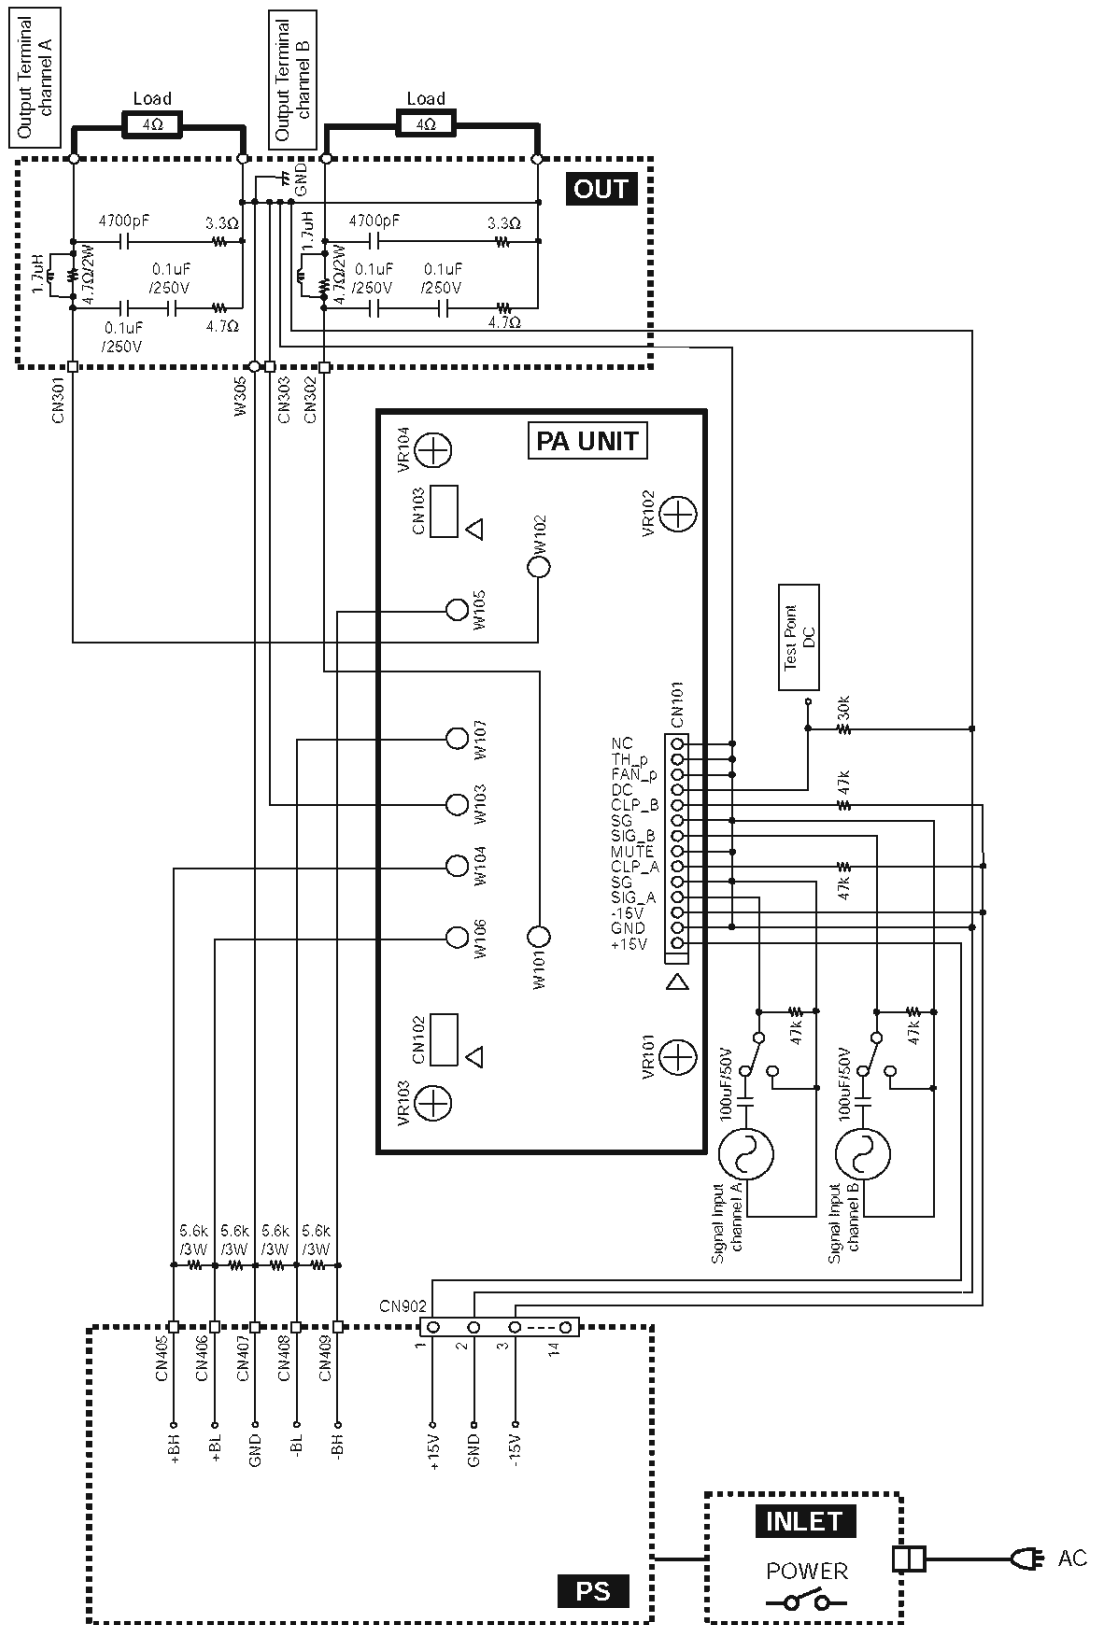 Output Terminal
channel A
Output Terminal
channel B
Load
4Ω
Load
4Ω
OUT
GND
4700pF
3.3Ω
1.7uH
4.7Ω/2W
0.1uF
/250V
0.1uF
/250V
4.7Ω
4700pF
3.3Ω
1.7uH
4.7Ω/2W
0.1uF
/250V
0.1uF
/250V
4.7Ω
CN301
W305
CN303
CN302
PA UNIT
VR104
CN103
VR102
W102
W105
W107
W103
W104
W106
W101
CN102
VR103
VR101
CN101
NC
TH_p
FAN_p
DC
CLP_B
SG
SIG_B
MUTE
CLP_A
SG
SIG_A
-15V
GND
+15V
Test Point
DC
30k
47k
47k
47k
47k
100uF/50V
100uF/50V
Signal Input
channel A
Signal Input
channel B
5.6k
/3W
5.6k
/3W
5.6k
/3W
5.6k
/3W
CN902
1
2
3
14
CN405
CN406
CN407
CN408
CN409
+BH
+BL
GND
-BL
-BH
+15V
GND
-15V
PS
INLET
POWER
AC